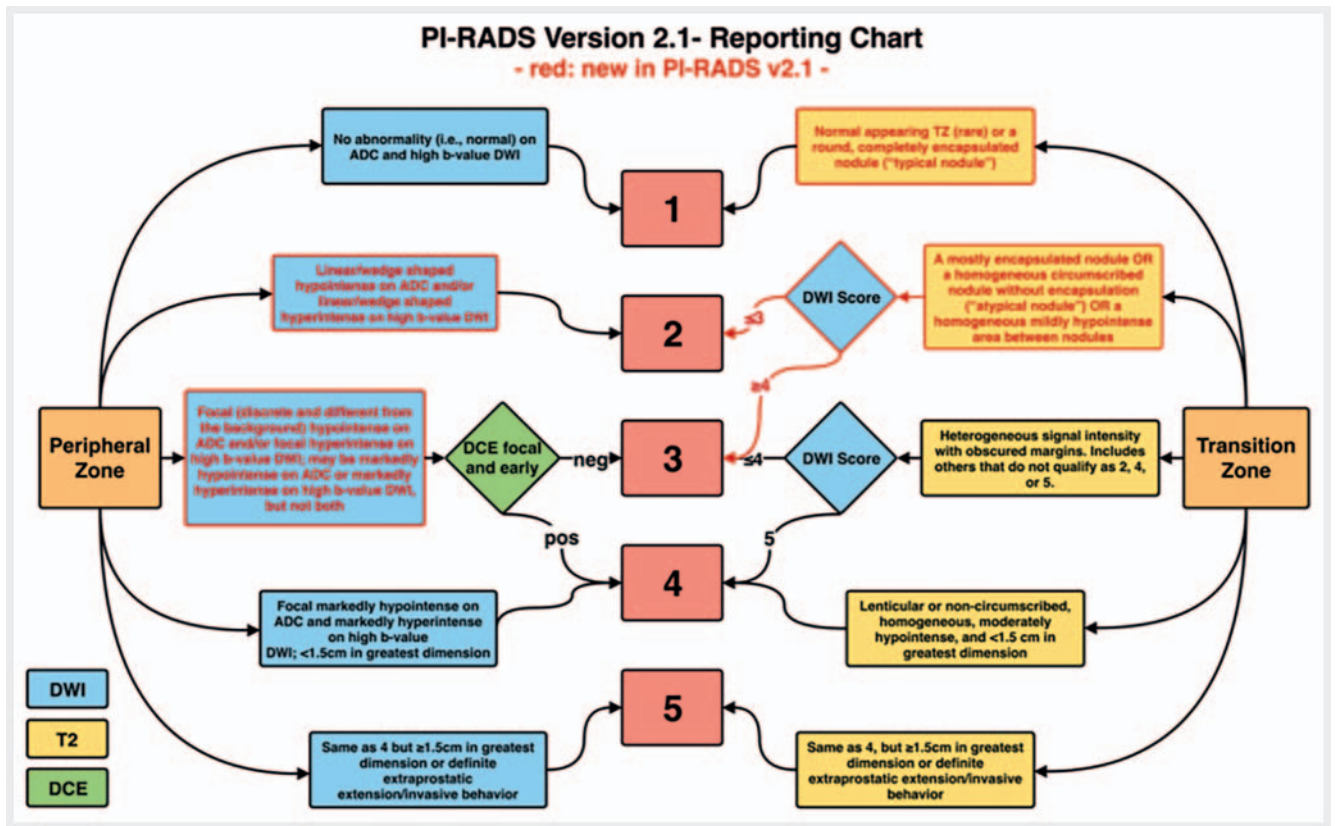 PI-RADS Version 2.1- Reporting Chart
- red: new in PI-RADS v2.1 -
No abnormality (i.e., normal) on
ADC and high b-value DWI
1
Normal appearing TZ (rare) or a
round, completely encapsulated
nodule ("typical nodule")
Linear/wedge shaped
hypointense on ADC and/or
linear/wedge shaped
hyperintense on high b-value DWI
2
≤3
DWI Score
A mostly encapsulated nodule OR
a homogeneous circumscribed
nodule without encapsulation
("atypical nodule") OR a
homogeneous mildly hypointense
area between nodules
≥4
Peripheral
Zone
Focal (discrete and different from
the background) hypointense on
ADC and/or focal hyperintense on
high b-value DWI; may be markedly
hypointense on ADC or markedly
hyperintense on high b-value DWI,
but not both
DCE focal
and early
neg
3
≤4
DWI Score
Heterogeneous signal intensity
with obscured margins. Includes
others that do not qualify as 2, 4,
or 5.
Transition
Zone
pos
5
4
Focal markedly hypointense on
ADC and markedly hyperintense
on high b-value
DWI; <1.5cm in greatest dimension
Lenticular or non-circumscribed,
homogeneous, moderately
hypointense, and <1.5 cm in
greatest dimension
5
Same as 4 but ≥1.5cm in greatest
dimension or definite
extraprostatic
extension/invasive behavior
Same as 4, but ≥1.5cm in greatest
dimension or definite
extraprostatic extension/invasive
behavior
DWI
T2
DCE